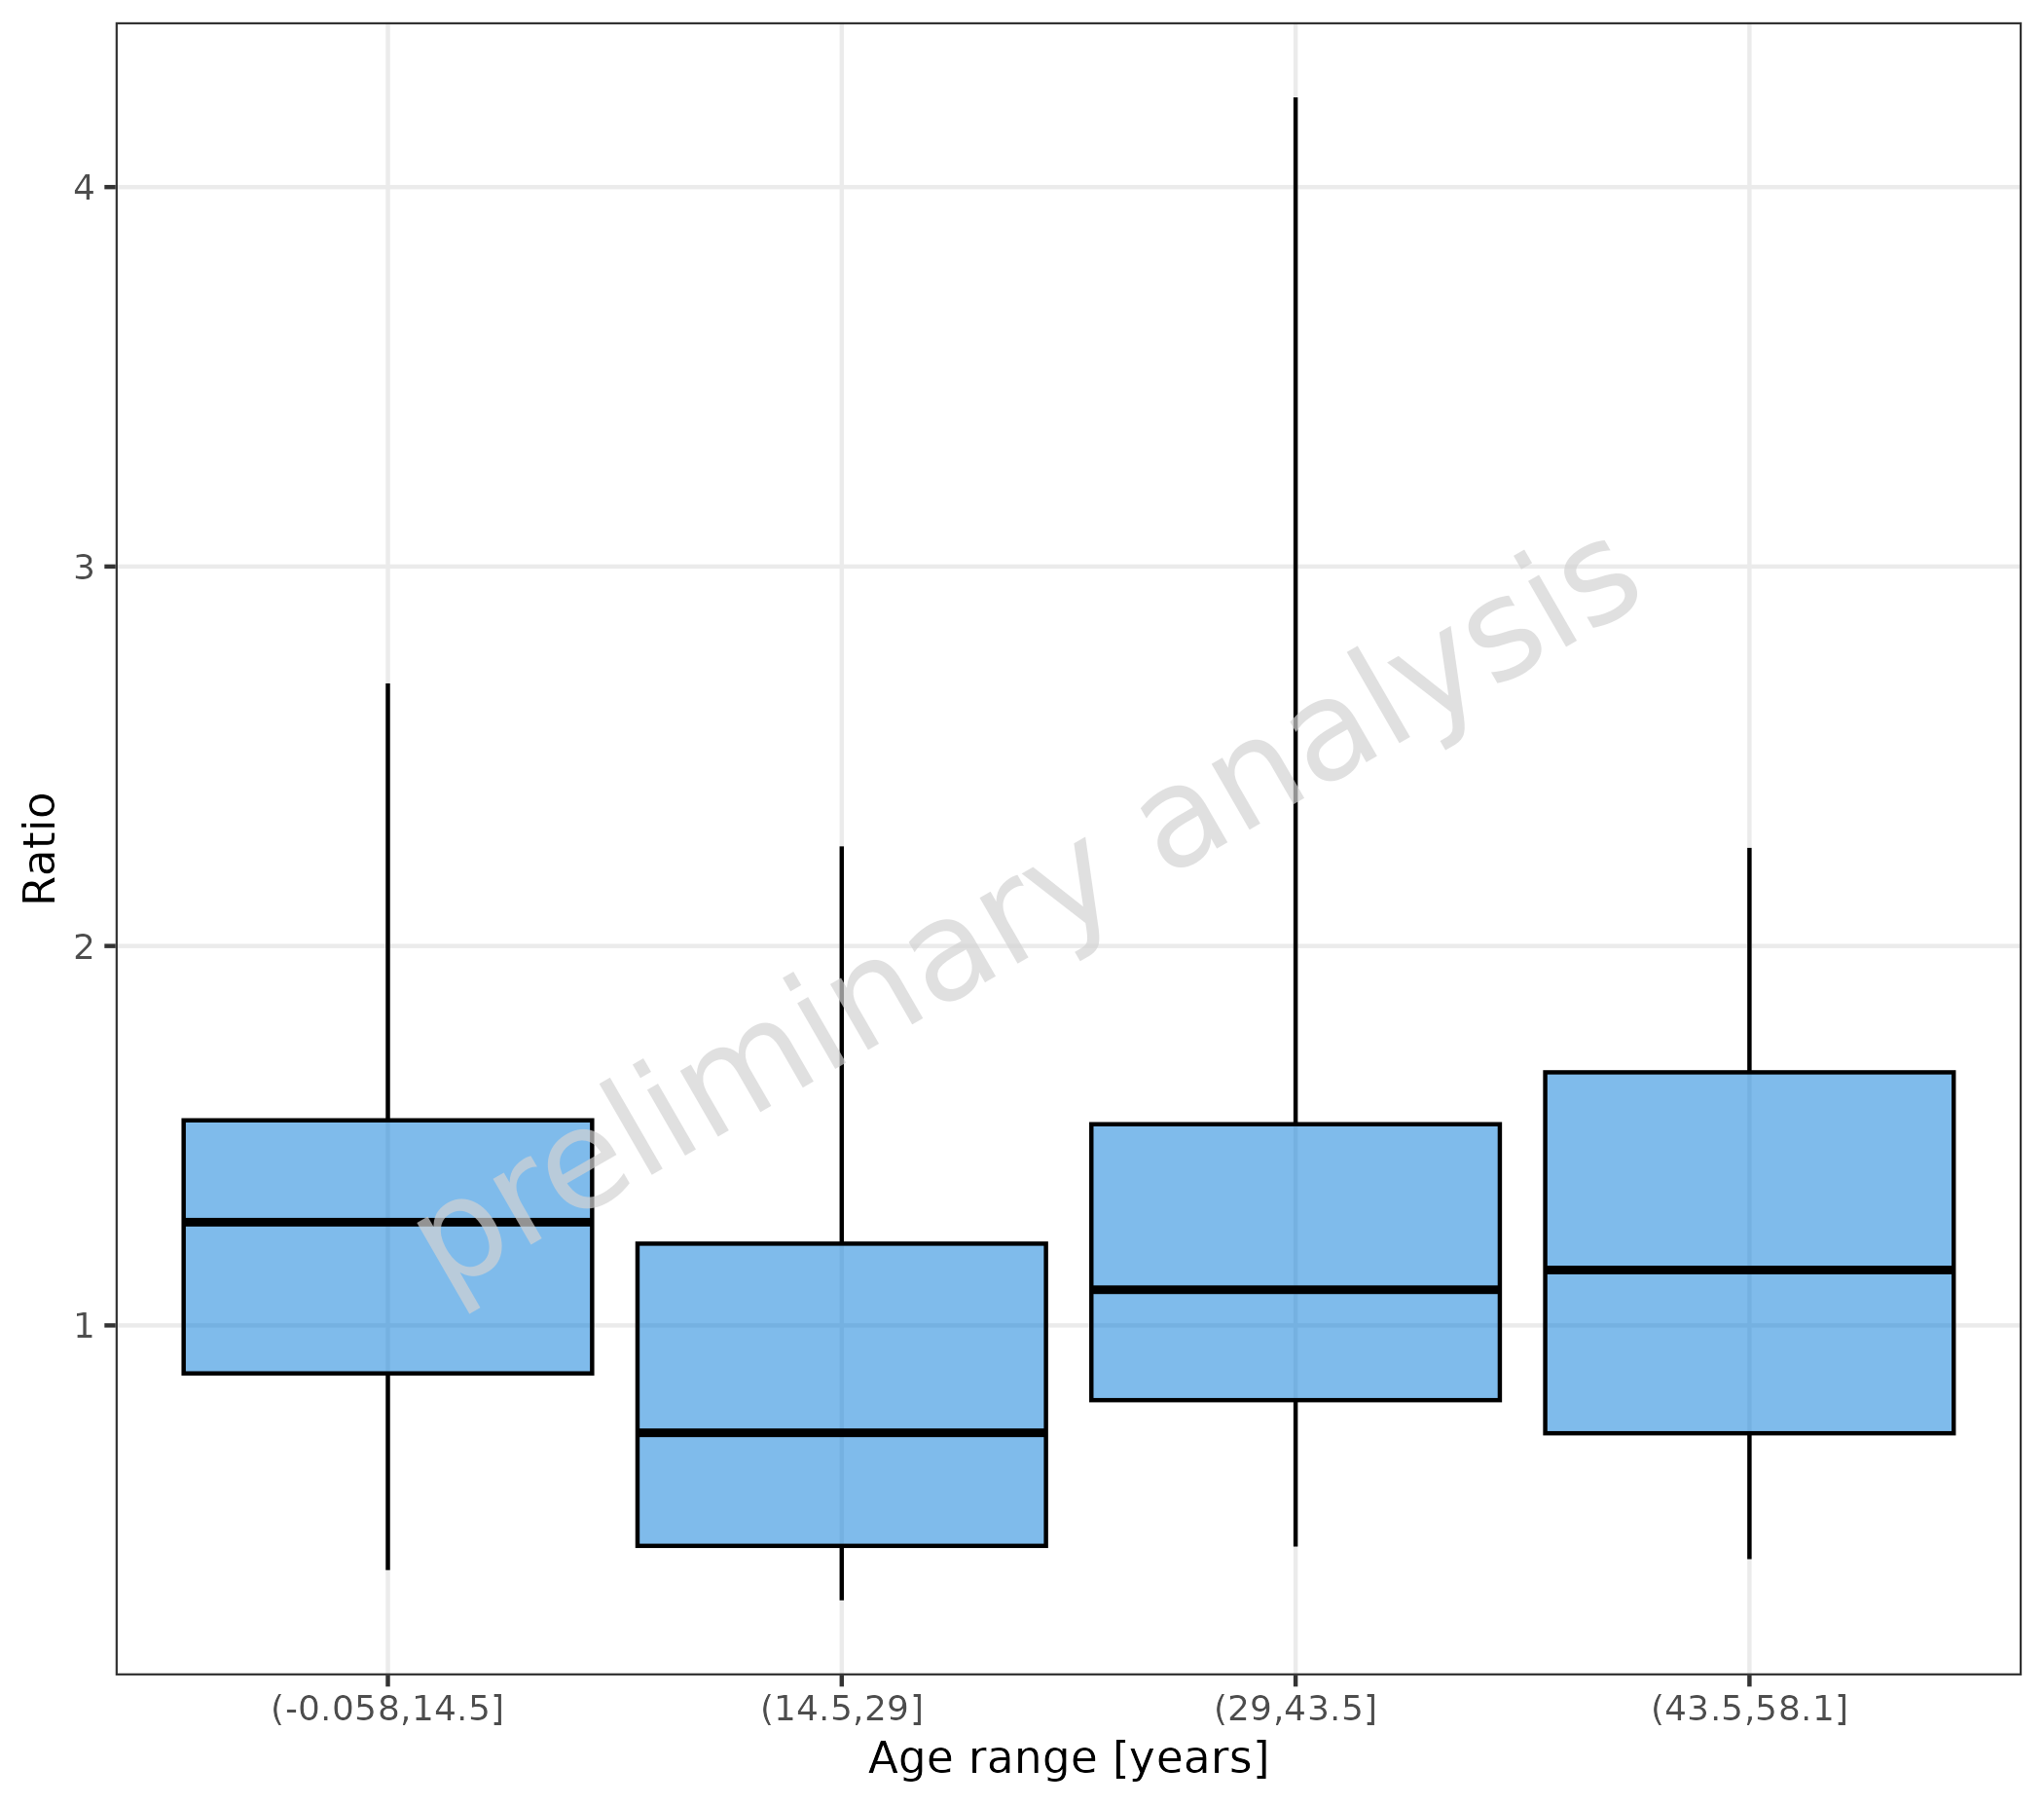 4
3
2
1
Ratio
preliminary analysis
(-0.058,14.5] (14.5,29] (29,43.5] (43.5,58.1]
Age range [years]